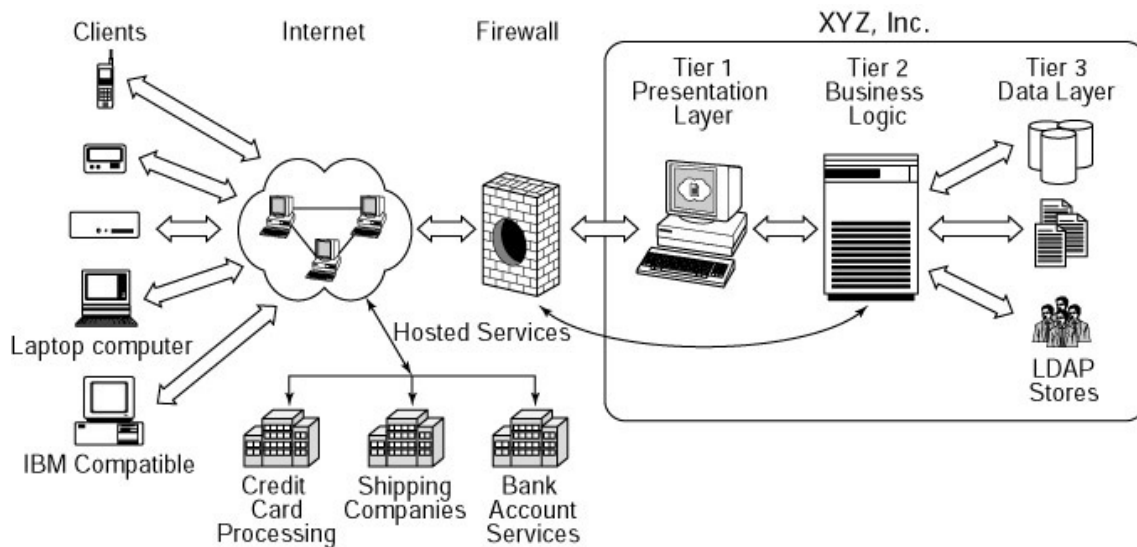 Clients
Internet
Firewall
XYZ, Inc.
Tier 1
Presentation
Layer
Tier 2
Business
Logic
Tier 3
Data Layer
Laptop computer
IBM Compatible
Hosted Services
LDAP
Stores
Credit
Card
Processing
Shipping
Companies
Bank
Account
Services